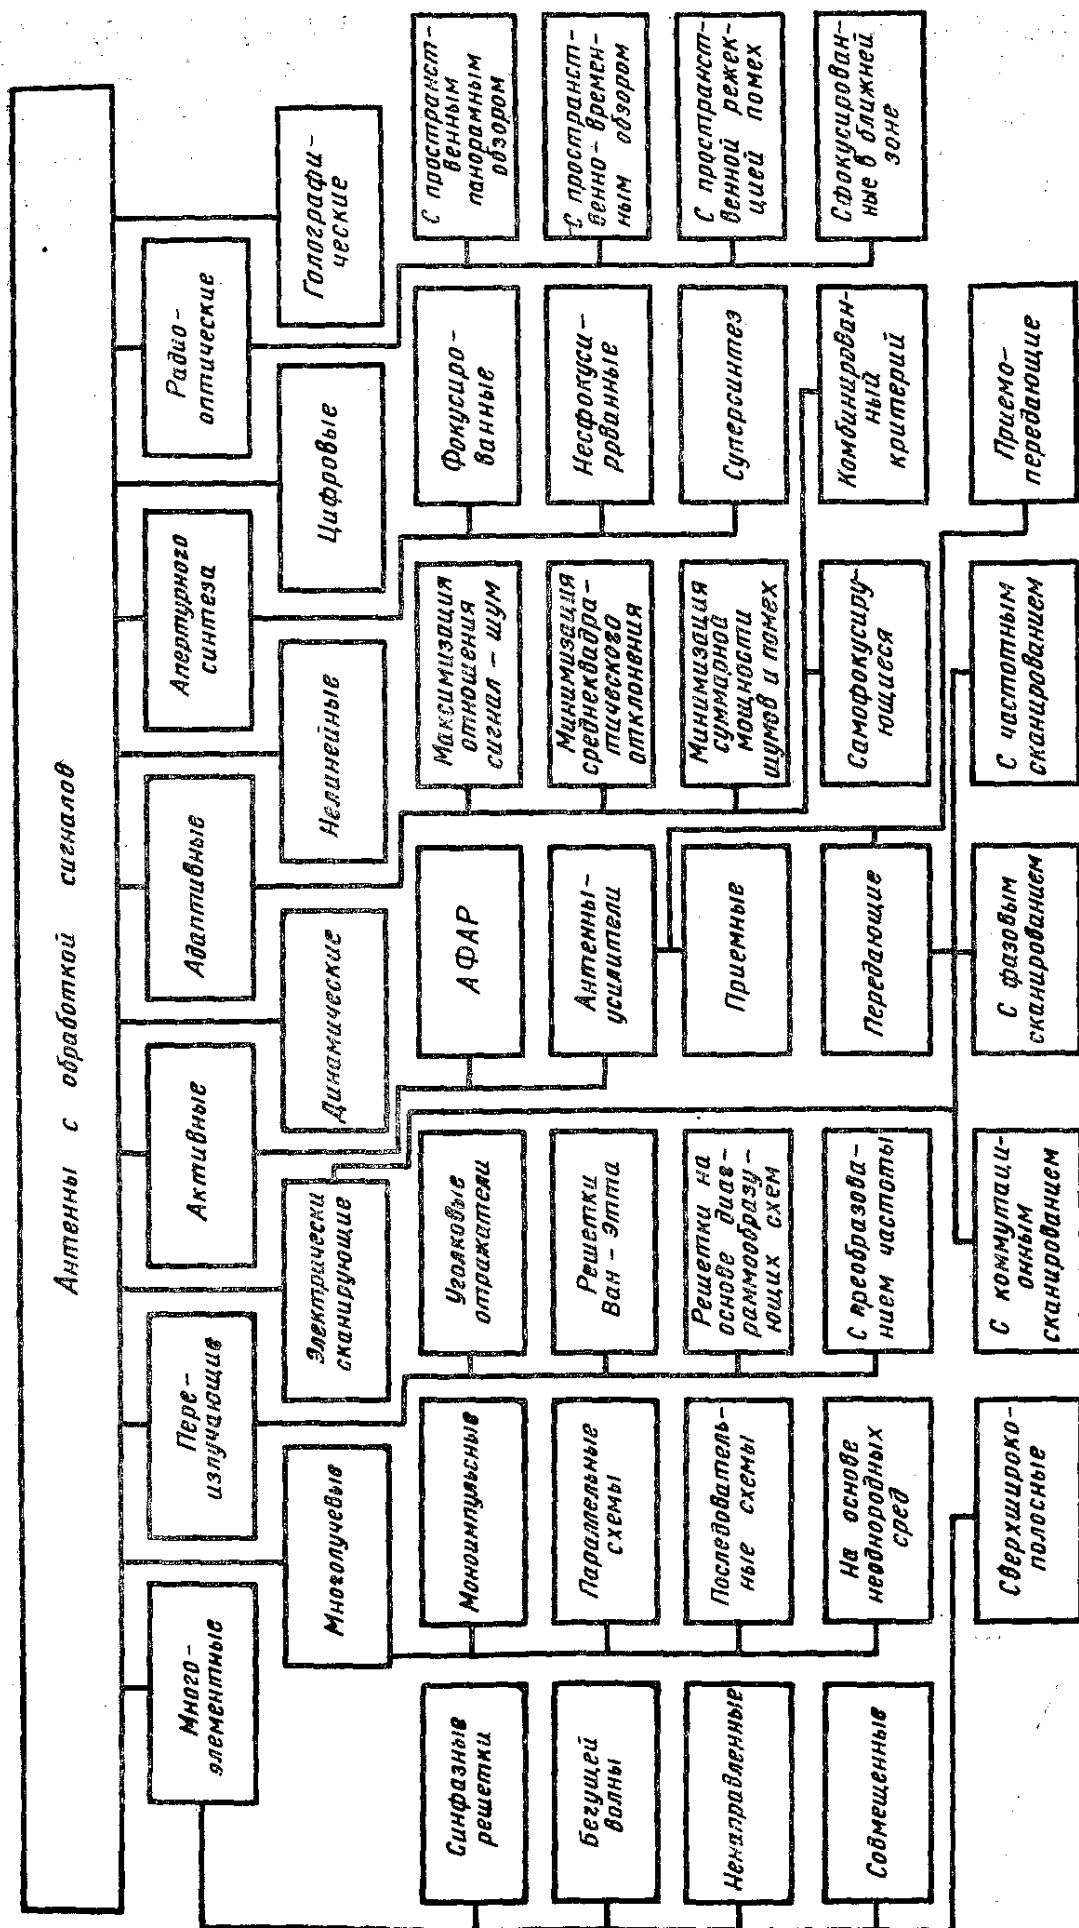 Антенны с обработкой сигналов
Много-
элементные
Пере-
излучающие
Активные
Адаптивные
Апертурного
синтеза
Радио-
оптические
Многолучевые
Электрически
сканирующие
Динамические
Нелинейные
Цифровые
Голографи-
ческие
Синфазные
решетки
Моноимпульсные
Уголковые
отражатели
АФАР
Максимизация
отношения
сигнал – шум
Фокусиро-
ванные
С пространст-
венным
панорамным
обзором
Бегущей
волны
Параллельные
схемы
Решетки
Ван – Этта
Антенны –
усилители
Минимизация
среднеквадра-
тического
отклонения
Несфокуси-
ррванные
С пространст-
венно- времен-
ным обзором
Ненаправленные
Последователь-
ные схемы
Решетки на
основе диаг-
раммообразу-
ющих схем
Приемные
Минимизация
суммарной
мощности
шумов и помех
Суперсинтез
С пространст-
венной режек-
цией помех
Совмещенные
На основе
неоднородных
сред
С преобразова-
нием частоты
Передающие
Самофокусиру-
ющиеся
Комбинирован-
ный
критерий
Сфокусирован-
ные в ближней
зоне
Сверхшироко-
полосные
С коммутаци-
онным
сканированием
С фазовым
сканированием
С частотным
сканированием
Приемо-
передающие